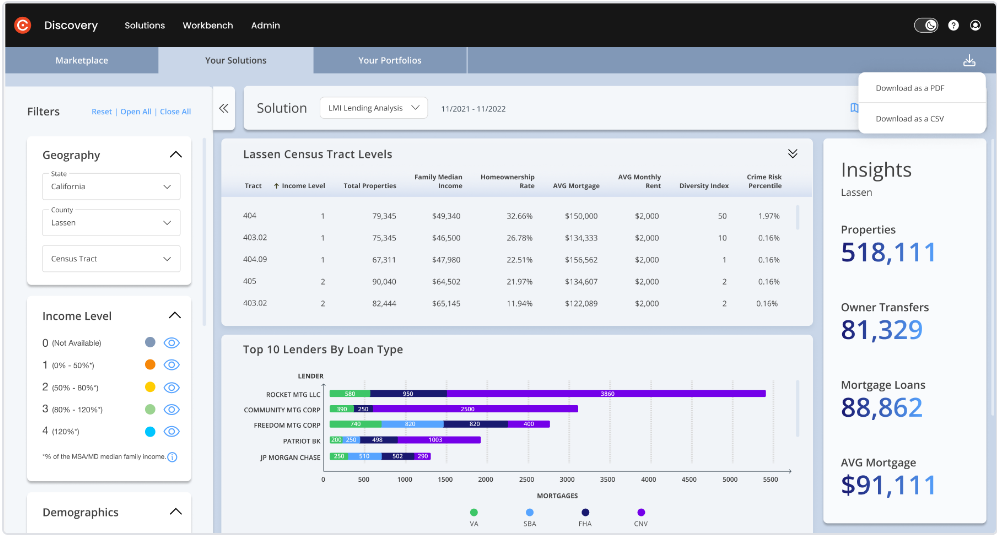 Discovery Solutions Workbench Admin
Marketplace Your Solutions Your Portfolios
Download as a PDF
Download as a CSV
Filters Reset | Open All | Close All
Solution LMI Lending Analysis 11/2021 - 11/2022
Geography
State
California
County
Lassen
Census Tract
Income Level
0 (Not Available)
1 (0% - 50%*)
2 (50% - 80%*)
3 (80% - 120%*)
4 (120%*)
*% of the MSA/MD median family income.
Demographics
Lassen Census Tract Levels
Tract Income Level Total Properties Family Median Income Homeownership Rate AVG Mortgage AVG Monthly Rent Diversity Index Crime Risk Percentile
404 1 79,345 $49,340 32.66% $150,000 $2,000 50 1.97%
403.02 1 75,345 $46,500 26.78% $134,333 $2,000 10 0.16%
404.09 1 67,311 $47,980 22.51% $156,562 $2,000 1 0.16%
405 2 90,040 $64,502 21.97% $134,607 $2,000 2 0.16%
403.02 2 82,444 $65,145 11.94% $122,089 $2,000 2 0.16%
Top 10 Lenders By Loan Type
LENDER
ROCKET MTG LLC 580 950 3860
COMMUNITY MTG CORP 390 250 2500
FREEDOM MTG CORP 740 820 820 400
PATRIOT BK 200 250 498 1003
JP MORGAN CHASE 250 510 502 290
0 500 1000 1500 2000 2500 3000 3500 4000 4500 5000 5500
MORTGAGES
VA SBA FHA CNV
Insights
Lassen
Properties
518,111
Owner Transfers
81,329
Mortgage Loans
88,862
AVG Mortgage
$91,111